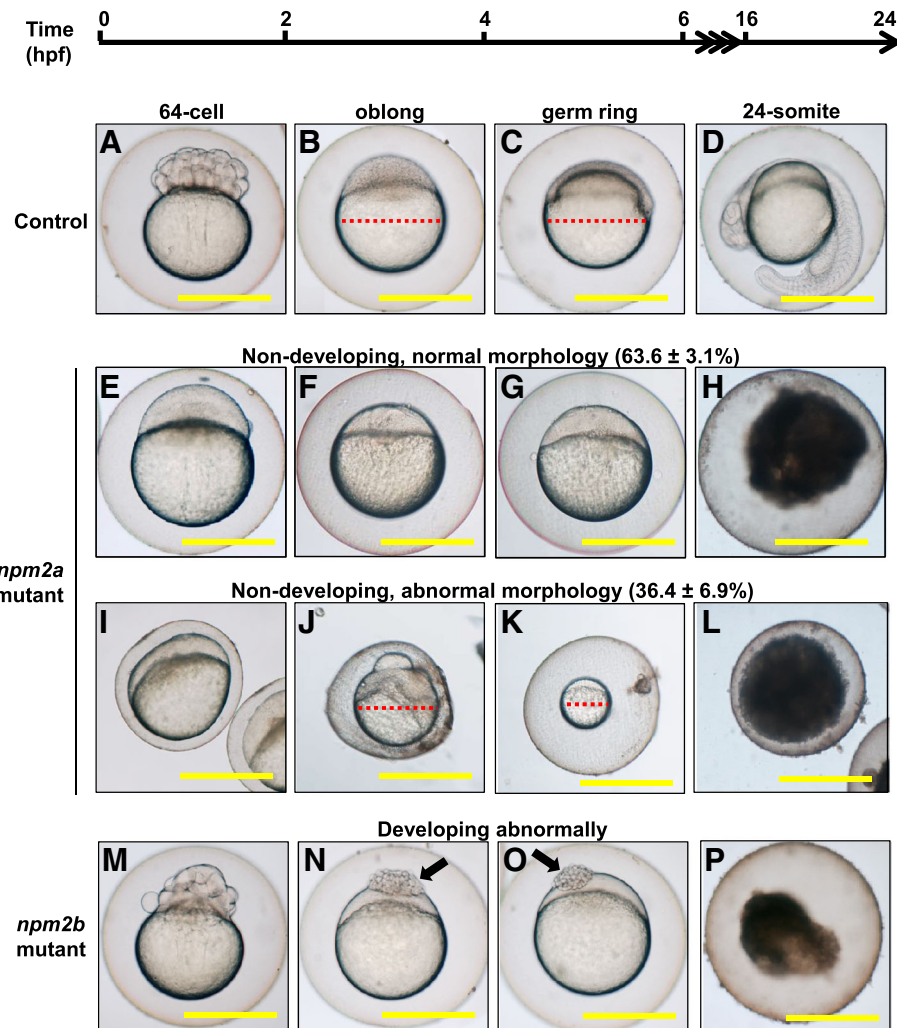 Time
(hpf)
0 2 4 6 16 24
64-cell oblong germ ring 24-somite
Control
A B C D
Non-developing, normal morphology (63.6 ± 3.1%)
E F G H
npm2a
mutant
Non-developing, abnormal morphology (36.4 ± 6.9%)
I J K L
Developing abnormally
M N O P
npm2b
mutant